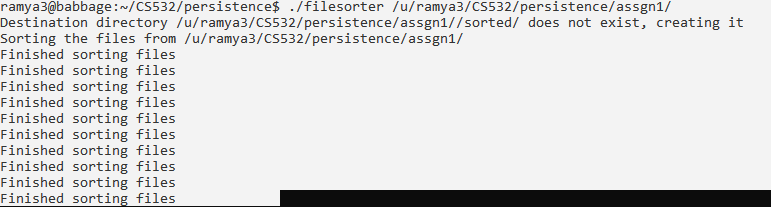 ramya3@babbage:~/CS532/persistence$ ./filesorter /u/ramya3/CS532/persistence/assgn1/
Destination directory /u/ramya3/CS532/persistence/assgn1//sorted/ does not exist, creating it
Sorting the files from /u/ramya3/CS532/persistence/assgn1/
Finished sorting files
Finished sorting files
Finished sorting files
Finished sorting files
Finished sorting files
Finished sorting files
Finished sorting files
Finished sorting files
Finished sorting files
Finished sorting files